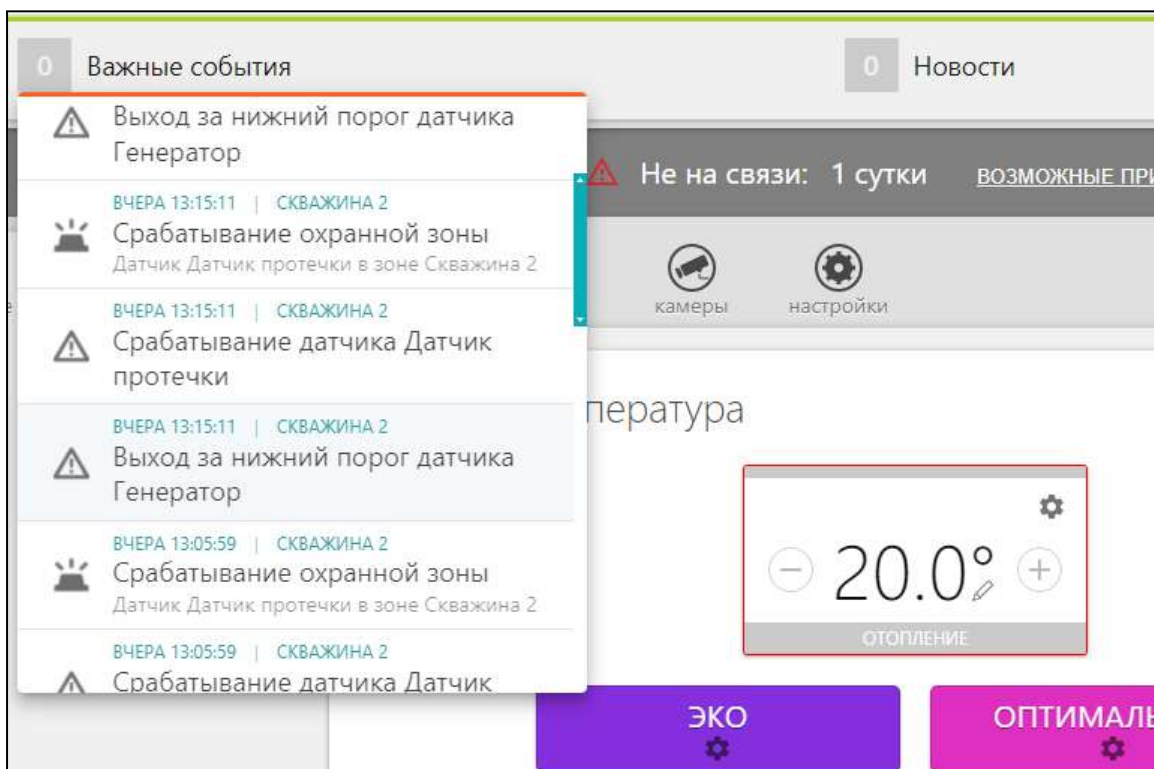 0 Важные события
0 Новости
Выход за нижний порог датчика
Генератор
Не на связи: 1 сутки
ВЧЕРА 13:15:11 | СКВАЖИНА 2
Срабатывание охранной зоны
Датчик Датчик протечки в зоне Скважина 2
камеры настройки
ВЧЕРА 13:15:11 | СКВАЖИНА 2
Срабатывание датчика Датчик
протечки
ВЧЕРА 13:15:11 | СКВАЖИНА 2
Выход за нижний порог датчика
Генератор
ВЧЕРА 13:05:59 | СКВАЖИНА 2
Срабатывание охранной зоны
Датчик Датчик протечки в зоне Скважина 2
ВЧЕРА 13:05:59 | СКВАЖИНА 2
Срабатывание датчика Датчик
ВОЗМОЖНЫЕ ПРИ
пература
20.0°
ОТОПЛЕНИЕ
ЭКО
ОПТИМАЛЬ